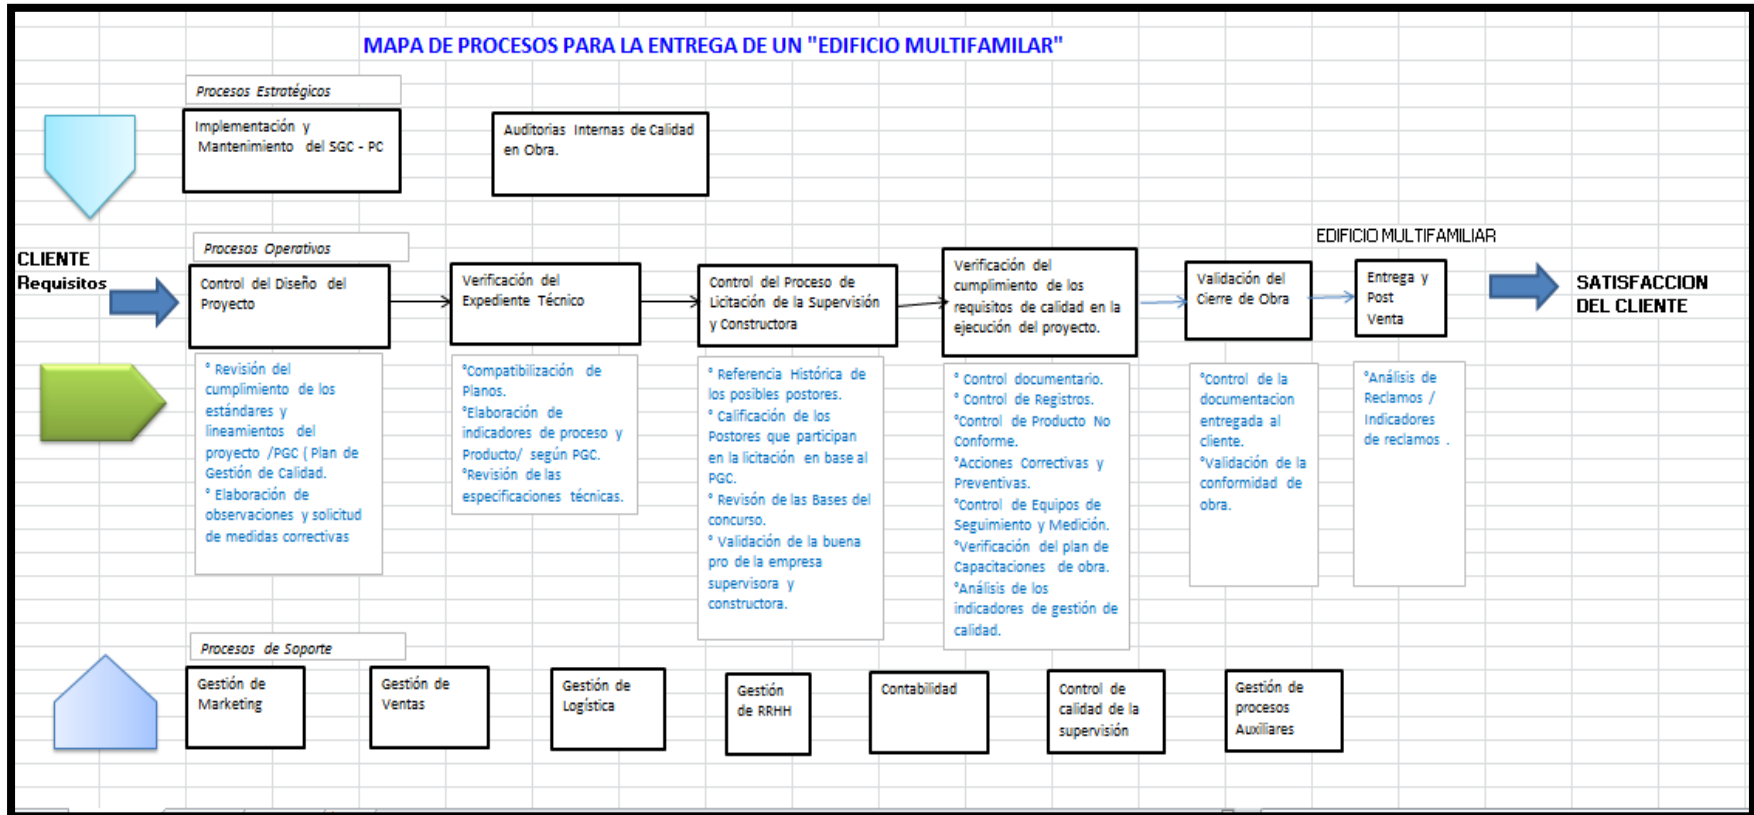 MAPA DE PROCESOS PARA LA ENTREGA DE UN "EDIFICIO MULTIFAMILAR"
Procesos Estratégicos
Implementación y
Mantenimiento del SGC - PC
Auditorias Internas de Calidad
en Obra.
CLIENTE
Requisitos
Procesos Operativos
EDIFICIO MULTIFAMILIAR
Control del Diseño del
Proyecto
Verificación del
Expediente Técnico
Control del Proceso de
Licitación de la Supervisión
y Constructora
Verificación del
cumplimiento de los
requisitos de calidad en la
ejecución del proyecto.
Validación del
Cierre de Obra
Entrega y
Post
Venta
SATISFACCION
DEL CLIENTE
° Revisión del
cumplimiento de los
estándares y
lineamientos del
proyecto /PGC ( Plan de
Gestión de Calidad.
° Elaboración de
observaciones y solicitud
de medidas correctivas
°Compatibilización de
Planos.
°Elaboración de
indicadores de proceso y
Producto/ según PGC.
°Revisión de las
especificaciones técnicas.
° Referencia Histórica de
los posibles postores.
° Calificación de los
Postores que participan
en la licitación en base al
PGC.
° Revisón de las Bases del
concurso.
° Validación de la buena
pro de la empresa
supervisora y
constructora.
° Control documentario.
° Control de Registros.
°Control de Producto No
Conforme.
°Acciones Correctivas y
Preventivas.
°Control de Equipos de
Seguimiento y Medición.
°Verificación del plan de
Capacitaciones de obra.
°Análisis de los
indicadores de gestión de
calidad.
°Control de la
documentacion
entregada al
cliente.
°Validación de la
conformidad de
obra.
°Análisis de
Reclamos /
Indicadores
de reclamos .
Procesos de Soporte
Gestión de
Marketing
Gestión de
Ventas
Gestión de
Logística
Gestión
de RRHH
Contabilidad
Control de
calidad de la
supervisión
Gestión de
procesos
Auxiliares